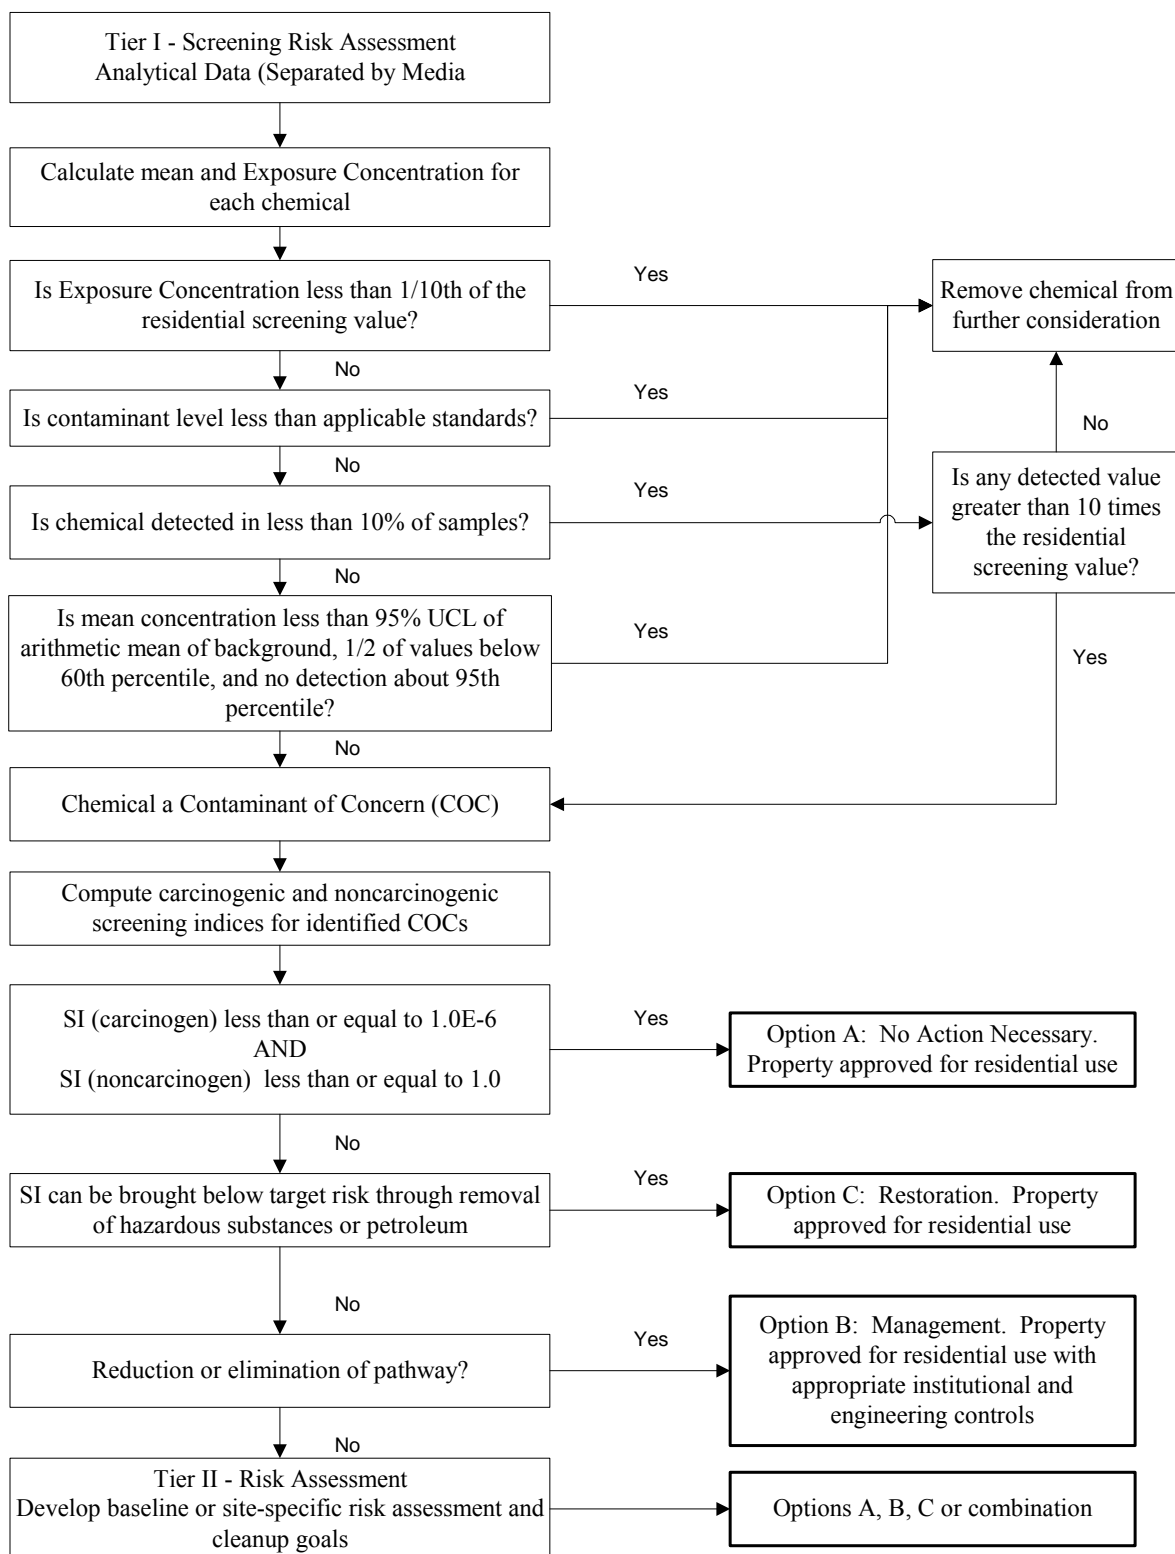 Tier I - Screening Risk Assessment
Analytical Data (Separated by Media
Calculate mean and Exposure Concentration for
each chemical
Is Exposure Concentration less than 1/10th of the
residential screening value?
Yes
Remove chemical from
further consideration
No
Is contaminant level less than applicable standards?
Yes
No
No
Is chemical detected in less than 10% of samples?
Yes
Is any detected value
greater than 10 times
the residential
screening value?
No
Is mean concentration less than 95% UCL of
arithmetic mean of background, 1/2 of values below
60th percentile, and no detection about 95th
percentile?
Yes
Yes
No
Chemical a Contaminant of Concern (COC)
Compute carcinogenic and noncarcinogenic
screening indices for identified COCs
SI (carcinogen) less than or equal to 1.0E-6
AND
SI (noncarcinogen) less than or equal to 1.0
Yes
Option A: No Action Necessary.
Property approved for residential use
No
SI can be brought below target risk through removal
of hazardous substances or petroleum
Yes
Option C: Restoration. Property
approved for residential use
No
Reduction or elimination of pathway?
Yes
Option B: Management. Property
approved for residential use with
appropriate institutional and
engineering controls
No
Tier II - Risk Assessment
Develop baseline or site-specific risk assessment and
cleanup goals
Options A, B, C or combination